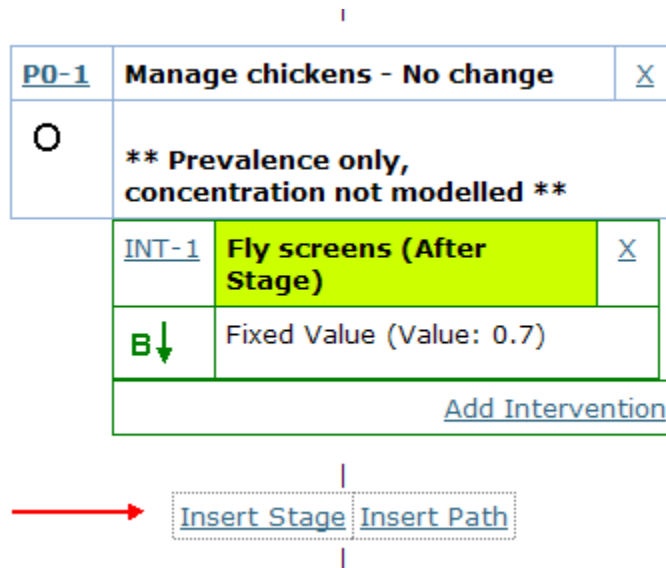 P0-1 Manage chickens - No change X
O
** Prevalence only,
concentration not modelled **
INT-1 Fly screens (After
Stage) X
B↓ Fixed Value (Value: 0.7)
Add Intervention
Insert Stage Insert Path